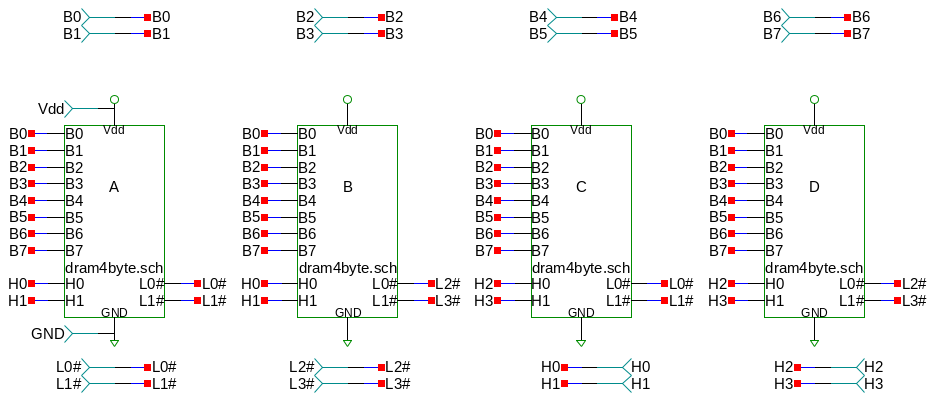 B0 B0 B2 B2 B4 B4 B6 B6
B1 B1 B3 B3 B5 B5 B7 B7
Vdd
Vdd Vdd Vdd Vdd
B0 B0 B0 B0 B0 B0 B0 B0
B1 B1 B1 B1 B1 B1 B1 B1
B2 B2 B2 B2 B2 B2 B2 B2
B3 B3 A B3 B3 B B3 B3 C B3 B3 D
B4 B4 B4 B4 B4 B4 B4 B4
B5 B5 B5 B5 B5 B5 B5 B5
B6 B6 B6 B6 B6 B6 B6 B6
B7 B7 B7 B7 B7 B7 B7 B7
dram4byte.sch dram4byte.sch dram4byte.sch dram4byte.sch
H0 H0 L0# L0# H0 H0 L0# L2# H2 H0 L0# L0# H2 H0 L0# L2#
H1 H1 L1# L1# H1 H1 L1# L3# H3 H1 L1# L1# H3 H1 L1# L3#
GND GND GND GND
GND
L0# L0# L2# L2# H0 H0 H2 H2
L1# L1# L3# L3# H1 H1 H3 H3